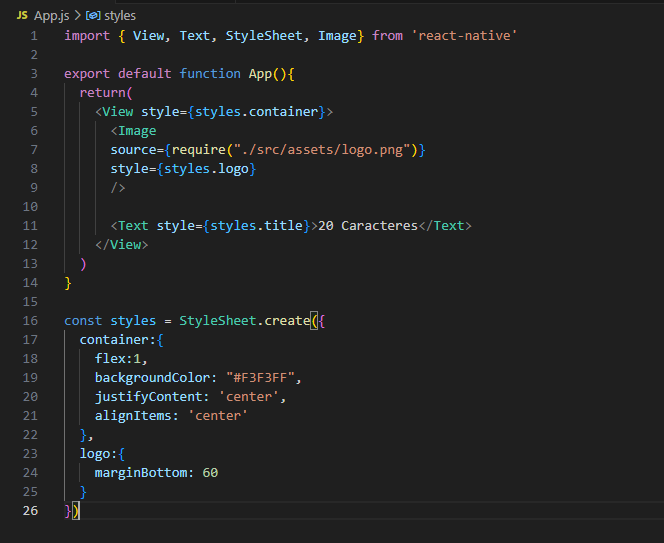 JS App.js > styles
1 import { View, Text, StyleSheet, Image} from 'react-native'
2
3 export default function App(){
4   return(
5     <View style={styles.container}>
6       <Image
7       source={require("./src/assets/logo.png")}
8       style={styles.logo}
9       />
10
11       <Text style={styles.title}>20 Caracteres</Text>
12     </View>
13   )
14 }
15
16 const styles = StyleSheet.create({
17   container:{
18     flex:1,
19     backgroundColor: "#F3F3FF",
20     justifyContent: 'center',
21     alignItems: 'center'
22   },
23   logo:{
24     marginBottom: 60
25   }
26 })